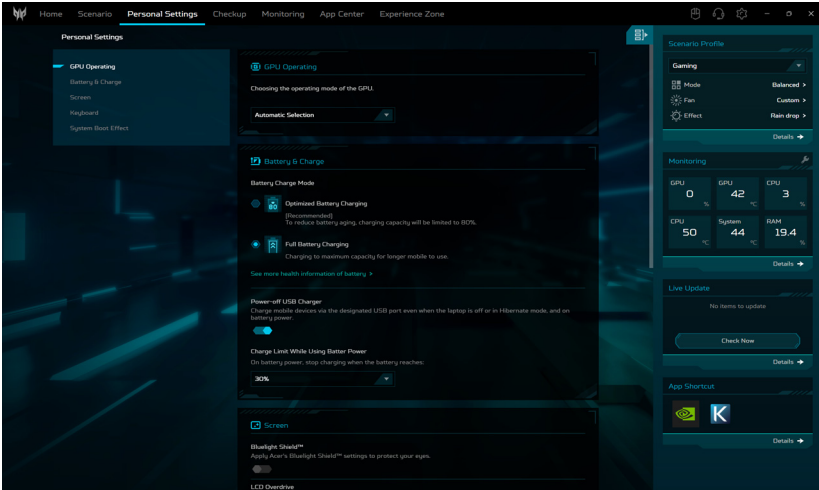 Home Scenario Personal Settings Checkup Monitoring App Center Experience Zone
Personal Settings
GPU Operating
Battery & Charge
Screen
Keyboard
System Boot Effect
GPU Operating
Choosing the operating mode of the GPU.
Automatic Selection
Battery & Charge
Battery Charge Mode
80
Optimized Battery Charging
(Recommended)
To reduce battery aging, charging capacity will be limited to 80%.
Full Battery Charging
Charging to maximum capacity for longer mobile to use.
See more health information of battery >
Power-off USB Charger
Charge mobile devices via the designated USB port even when the laptop is off or in Hibernate mode, and on
battery power.
Charge Limit While Using Batter Power
On battery power, stop charging when the battery reaches:
30%
Screen
Bluelight Shield™
Apply Acer's Bluelight Shield™ settings to protect your eyes.
LCD Overdrive
Scenario Profile
Gaming
Mode Balanced >
Fan Custom >
Effect Rain drop >
Details →
Monitoring
GPU GPU CPU
0 42 3
% °C %
CPU System RAM
50 44 19.4
°C °C %
Details →
Live Update
No items to update
Check Now
Details →
App Shortcut
K
Details →